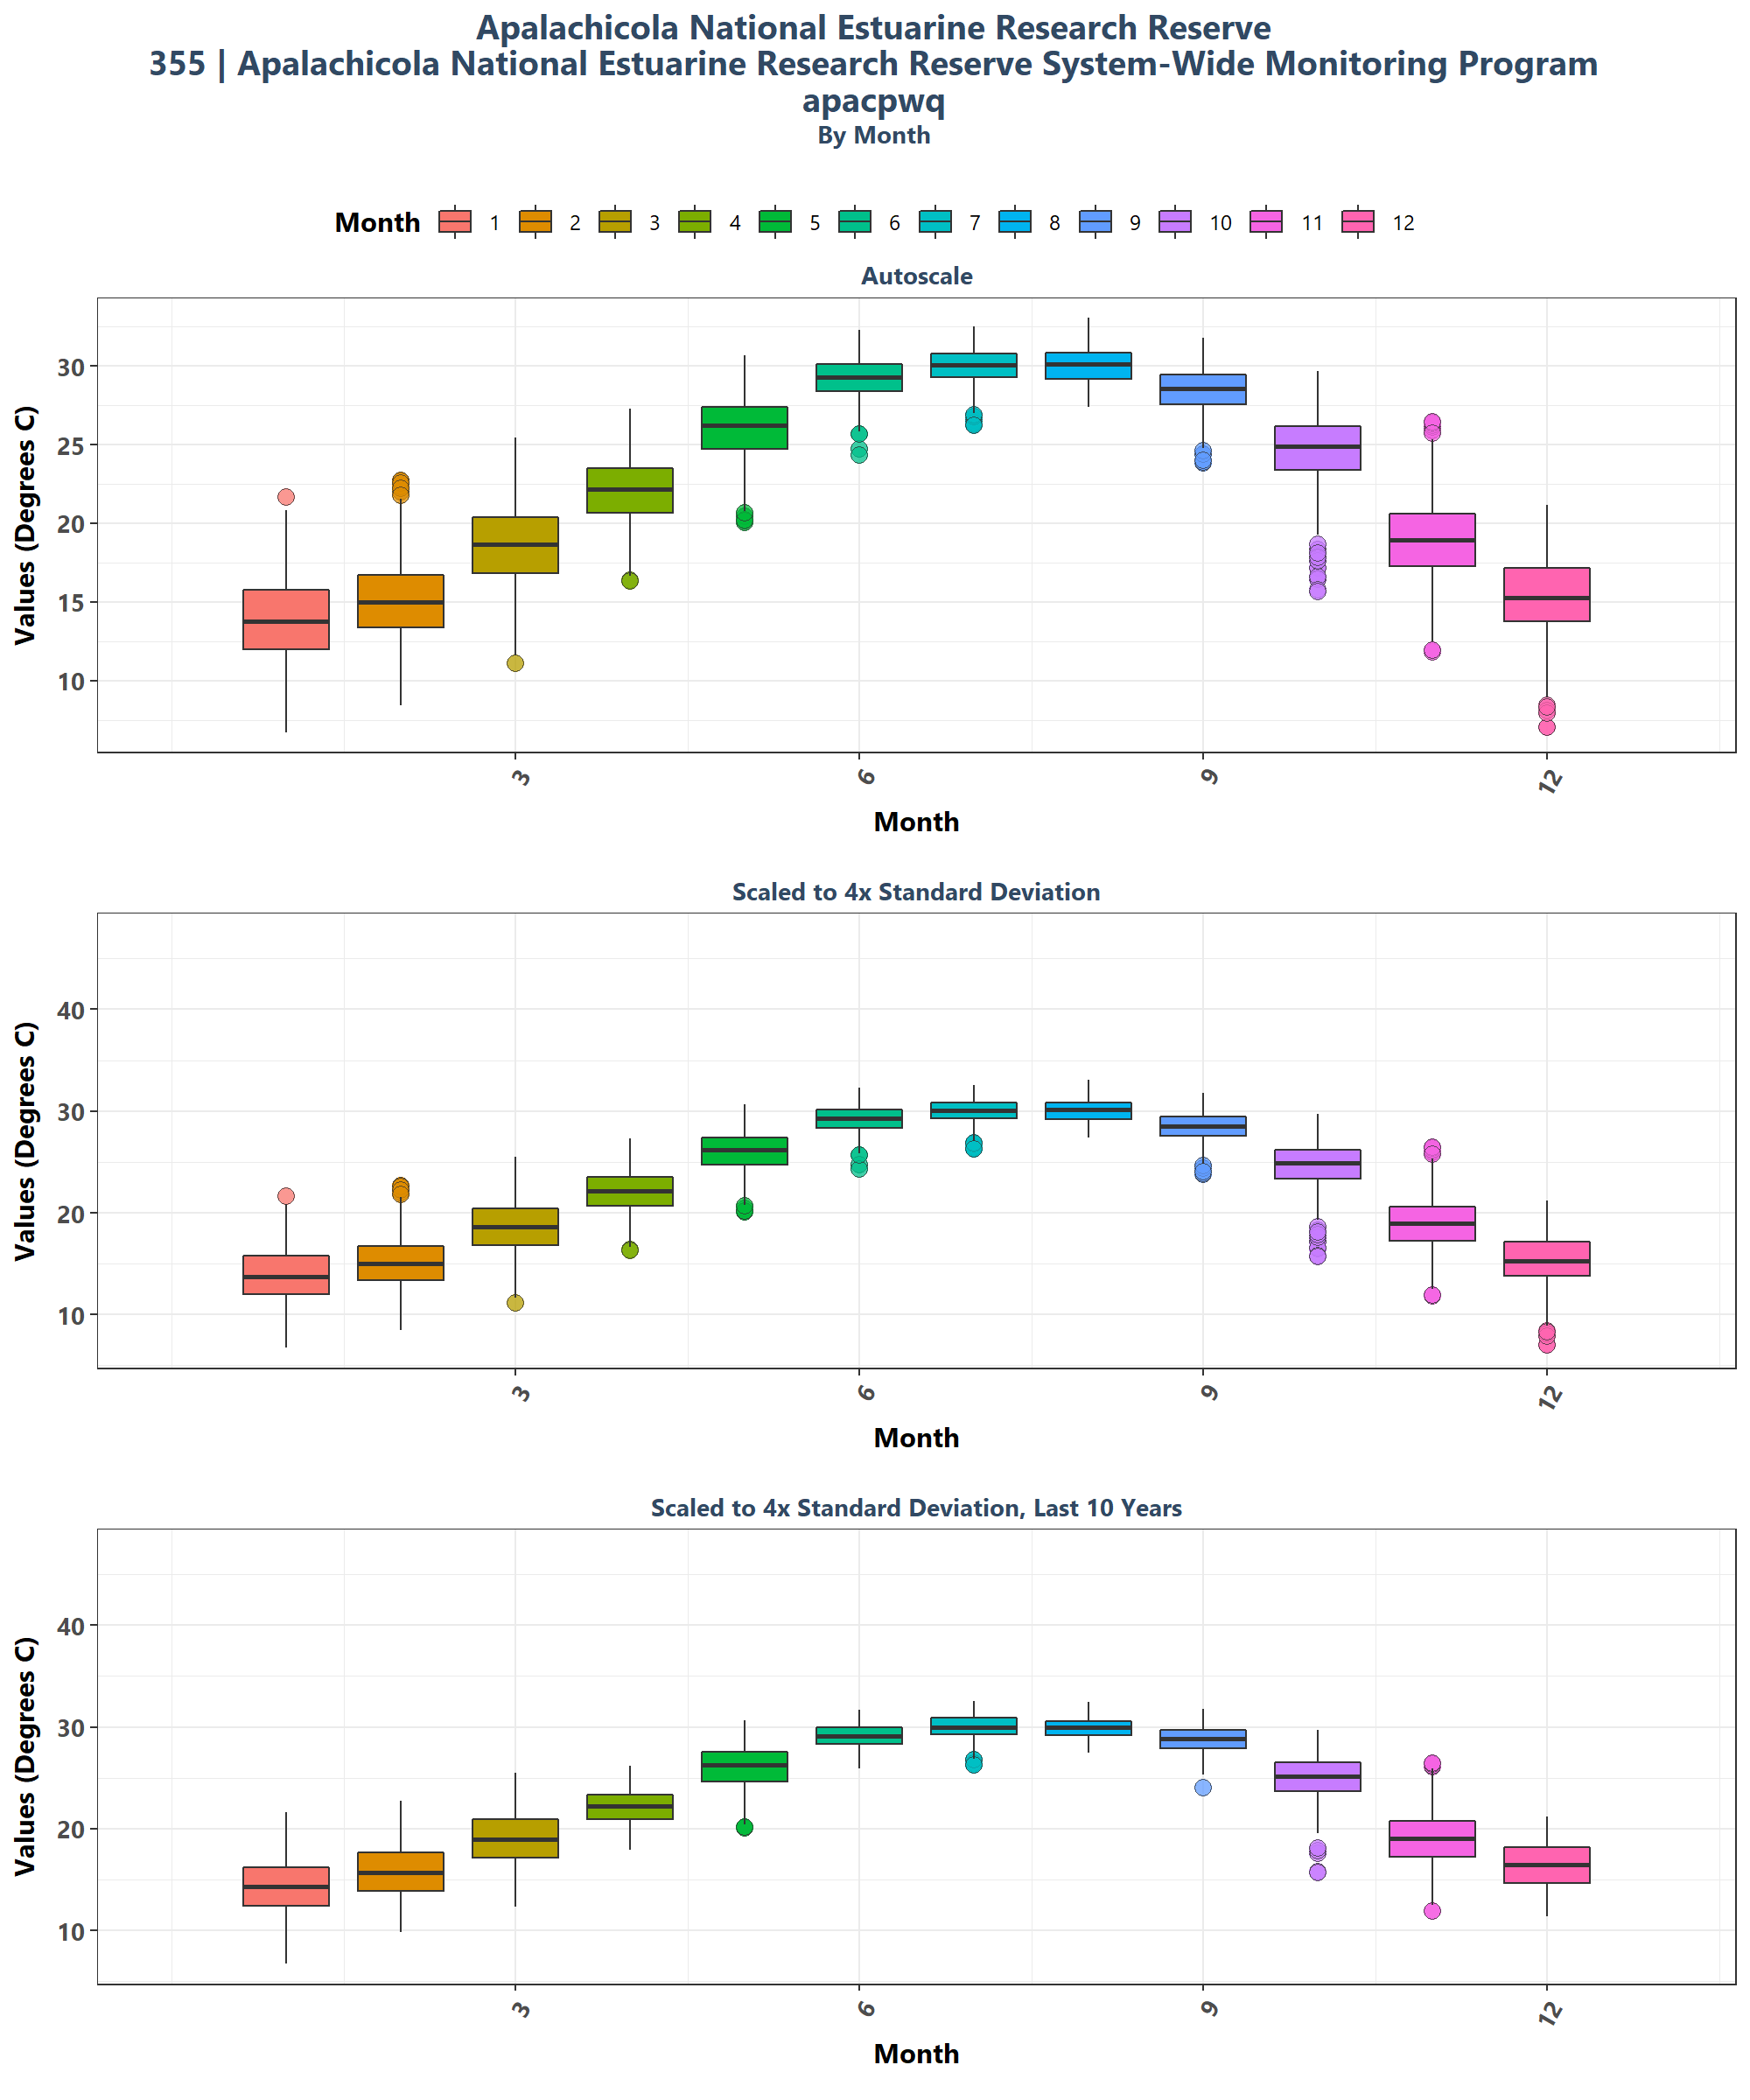 Apalachicola National Estuarine Research Reserve
355 | Apalachicola National Estuarine Research Reserve System-Wide Monitoring Program
apacpwq
By Month
Month 1 2 3 4 5 6 7 8 9 10 11 12
Autoscale
Values (Degrees C)
30
25
20
15
10
3 6 9 12
Month
Scaled to 4x Standard Deviation
Values (Degrees C)
40
30
20
10
3 6 9 12
Month
Scaled to 4x Standard Deviation, Last 10 Years
Values (Degrees C)
40
30
20
10
3 6 9 12
Month